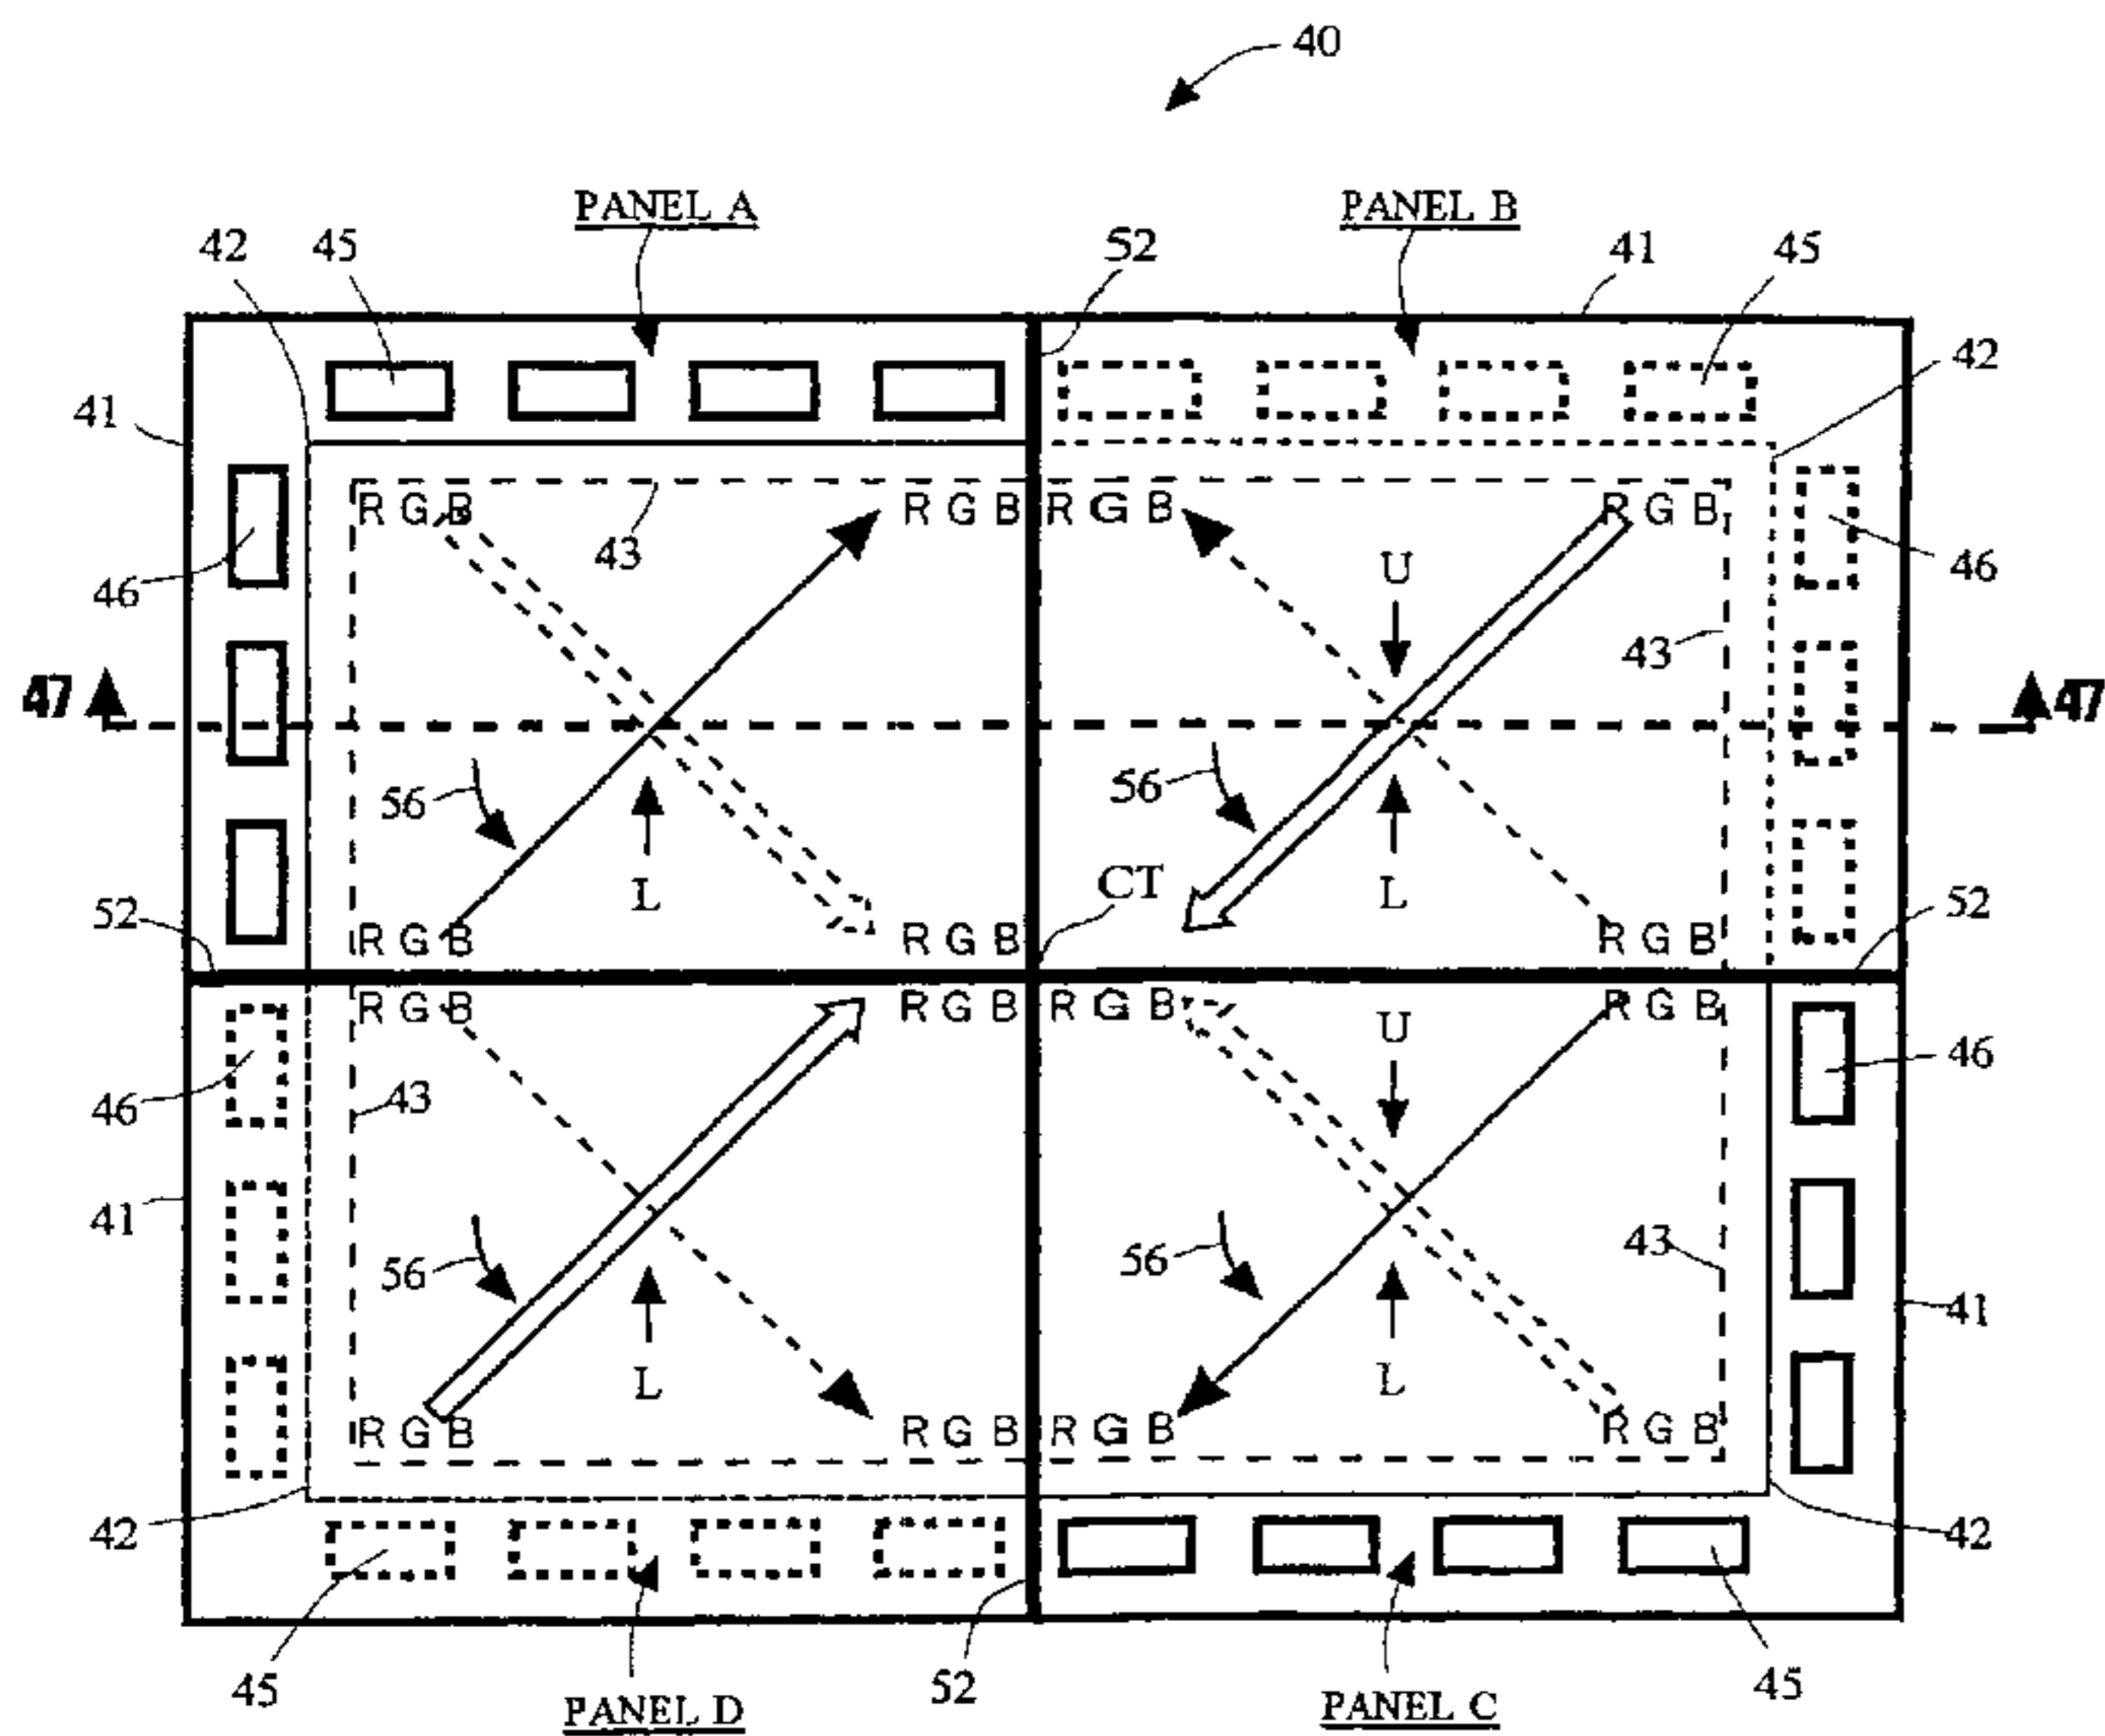 40
PANEL A
PANEL B
42 45 52 41 45
42
41
R G B R G B R G B R G B
43
46 U 46
43
47 47
56 56
L CT L
52 52
R G B R G B R G B
R G B R G B R G B R G B
U
46 43 46
41 56 56 43
41
L L
R G B R G B R G B R G B
42 42
45 52 45
PANEL D PANEL C